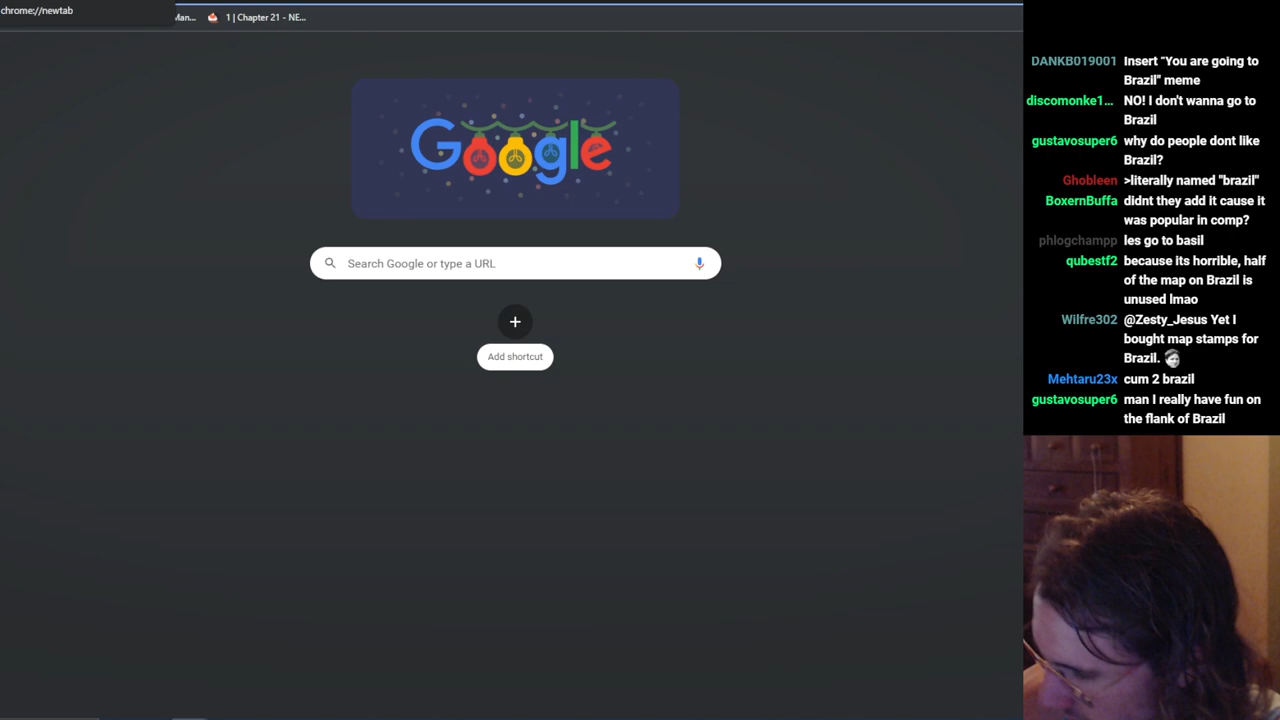 chrome://newtab
Man...
1 | Chapter 21 - NE...
Google
Search Google or type a URL
Add shortcut
DANKB019001 Insert "You are going to
Brazil" meme
discomonke1... NO! I don't wanna go to
Brazil
gustavosuper6 why do people dont like
Brazil?
Ghobleen >literally named "brazil"
BoxernBuffa didnt they add it cause it
was popular in comp?
phlogchampp les go to basil
qubestf2 because its horrible, half
of the map on Brazil is
unused lmao
Wilfre302 @Zesty_Jesus Yet I
bought map stamps for
Brazil.
Mehtaru23x cum 2 brazil
gustavosuper6 man I really have fun on
the flank of Brazil